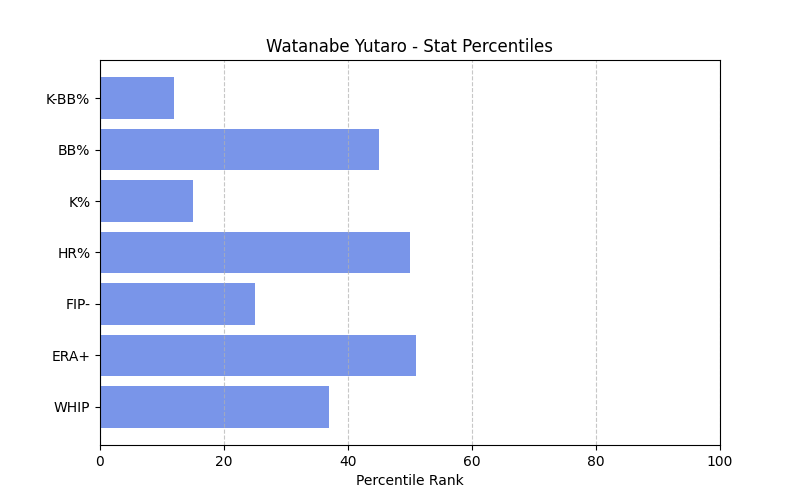 Watanabe Yutaro - Stat Percentiles
K-BB%
BB%
K%
HR%
FIP-
ERA+
WHIP
0 20 40 60 80 100
Percentile Rank